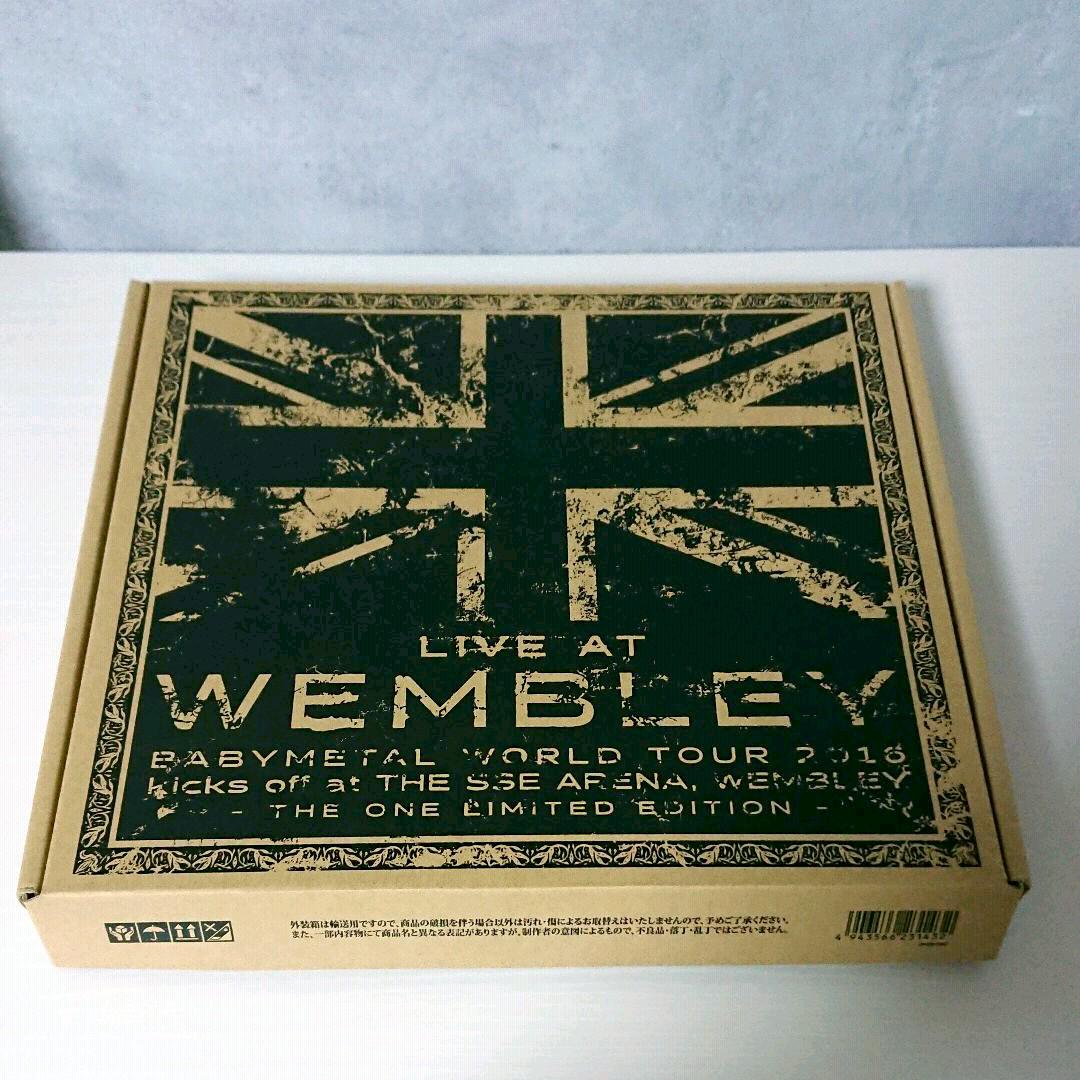 LIVE AT
WEMBLEY
BABYMETAL WORLD TOUR 2016
kicks off at THE SSE ARENA, WEMBLEY
- THE ONE LIMITED EDITION -
外装箱は輸送用ですので、商品の破損を伴う場合以外は汚れ・傷によるお取替えはいたしませんので、予めご了承ください。
また、一部内容物にて商品名と異なる表記がありますが、制作者の意図によるもので、不良品・落丁・乱丁ではございません。
4 943566 231432